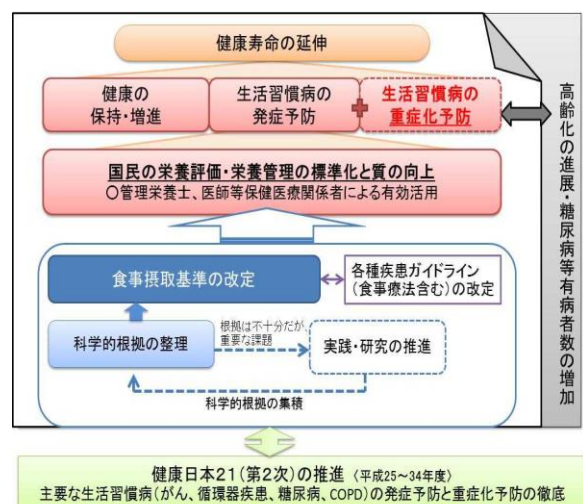 健康寿命の延伸
健康の
保持・増進
生活習慣病の
発症予防
生活習慣病の
重症化予防
高齢化の進展・糖尿病等有病者数の増加
国民の栄養評価・栄養管理の標準化と質の向上
〇管理栄養士、医師等保健医療関係者による有効活用
食事摂取基準の改定
各種疾患ガイドライン
(食事療法含む)の改定
科学的根拠の整理
根拠は不十分だが、
重要な課題
実践・研究の推進
科学的根拠の集積
健康日本21(第2次)の推進 (平成25~34年度)
主要な生活習慣病(がん、循環器疾患、糖尿病、COPD)の発症予防と重症化予防の徹底